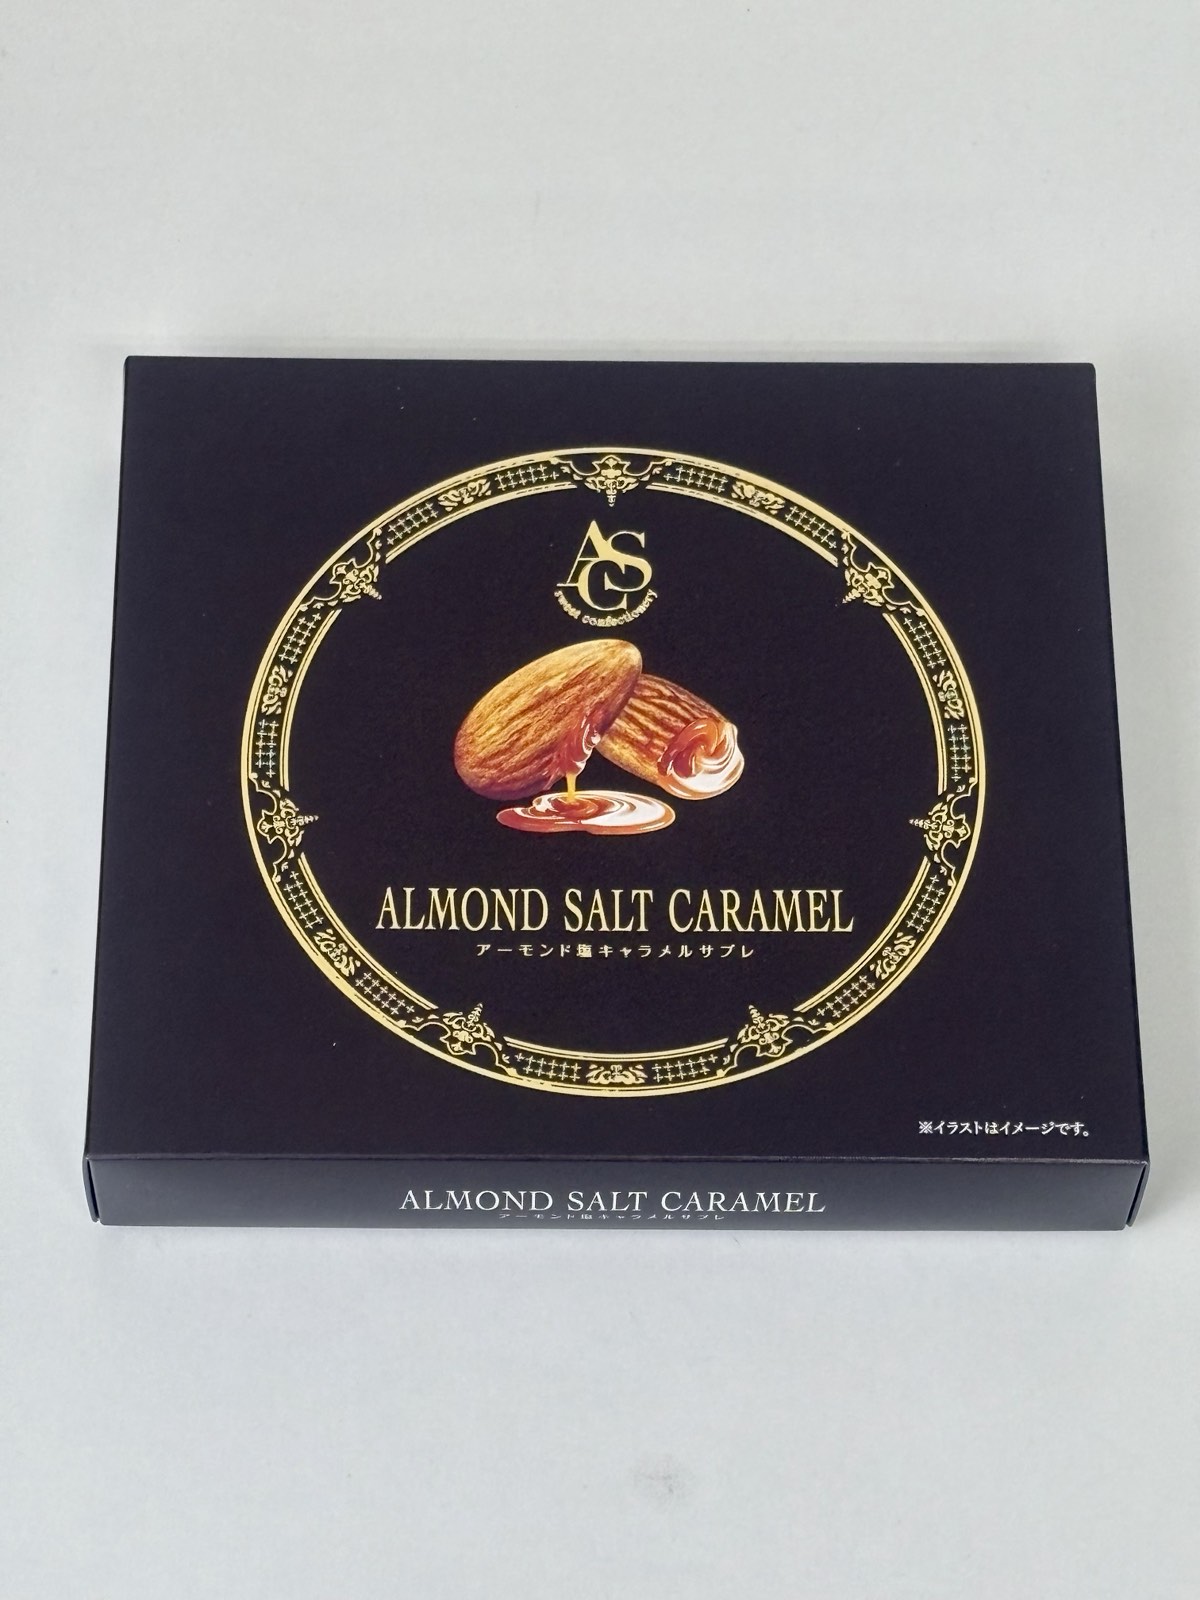 ASC
sweet confectionery
ALMOND SALT CARAMEL
アーモンド塩キャラメルサブレ
※イラストはイメージです。
ALMOND SALT CARAMEL
アーモンド塩キャラメルサブレ